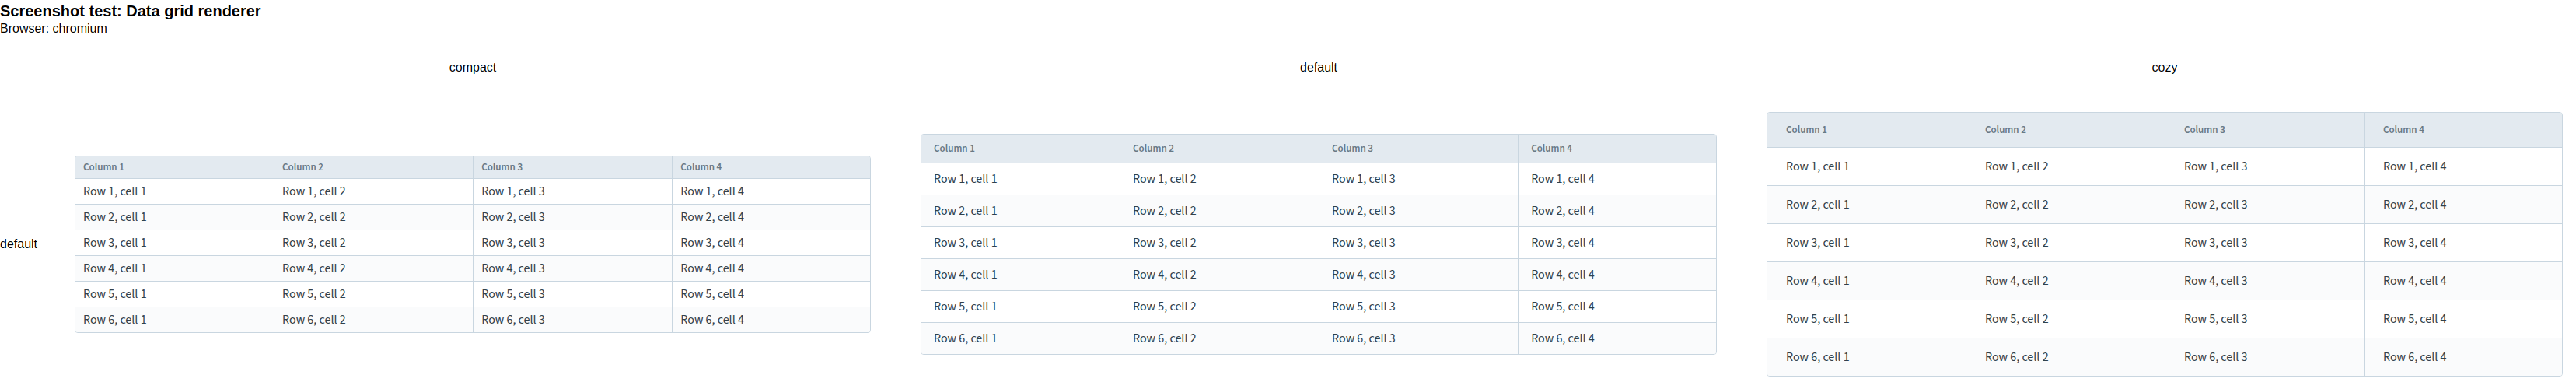 Screenshot test: Data grid renderer
Browser: chromium
compact default cozy
default
Column 1 Column 2 Column 3 Column 4
Row 1, cell 1 Row 1, cell 2 Row 1, cell 3 Row 1, cell 4
Row 2, cell 1 Row 2, cell 2 Row 2, cell 3 Row 2, cell 4
Row 3, cell 1 Row 3, cell 2 Row 3, cell 3 Row 3, cell 4
Row 4, cell 1 Row 4, cell 2 Row 4, cell 3 Row 4, cell 4
Row 5, cell 1 Row 5, cell 2 Row 5, cell 3 Row 5, cell 4
Row 6, cell 1 Row 6, cell 2 Row 6, cell 3 Row 6, cell 4
Column 1 Column 2 Column 3 Column 4
Row 1, cell 1 Row 1, cell 2 Row 1, cell 3 Row 1, cell 4
Row 2, cell 1 Row 2, cell 2 Row 2, cell 3 Row 2, cell 4
Row 3, cell 1 Row 3, cell 2 Row 3, cell 3 Row 3, cell 4
Row 4, cell 1 Row 4, cell 2 Row 4, cell 3 Row 4, cell 4
Row 5, cell 1 Row 5, cell 2 Row 5, cell 3 Row 5, cell 4
Row 6, cell 1 Row 6, cell 2 Row 6, cell 3 Row 6, cell 4
Column 1 Column 2 Column 3 Column 4
Row 1, cell 1 Row 1, cell 2 Row 1, cell 3 Row 1, cell 4
Row 2, cell 1 Row 2, cell 2 Row 2, cell 3 Row 2, cell 4
Row 3, cell 1 Row 3, cell 2 Row 3, cell 3 Row 3, cell 4
Row 4, cell 1 Row 4, cell 2 Row 4, cell 3 Row 4, cell 4
Row 5, cell 1 Row 5, cell 2 Row 5, cell 3 Row 5, cell 4
Row 6, cell 1 Row 6, cell 2 Row 6, cell 3 Row 6, cell 4